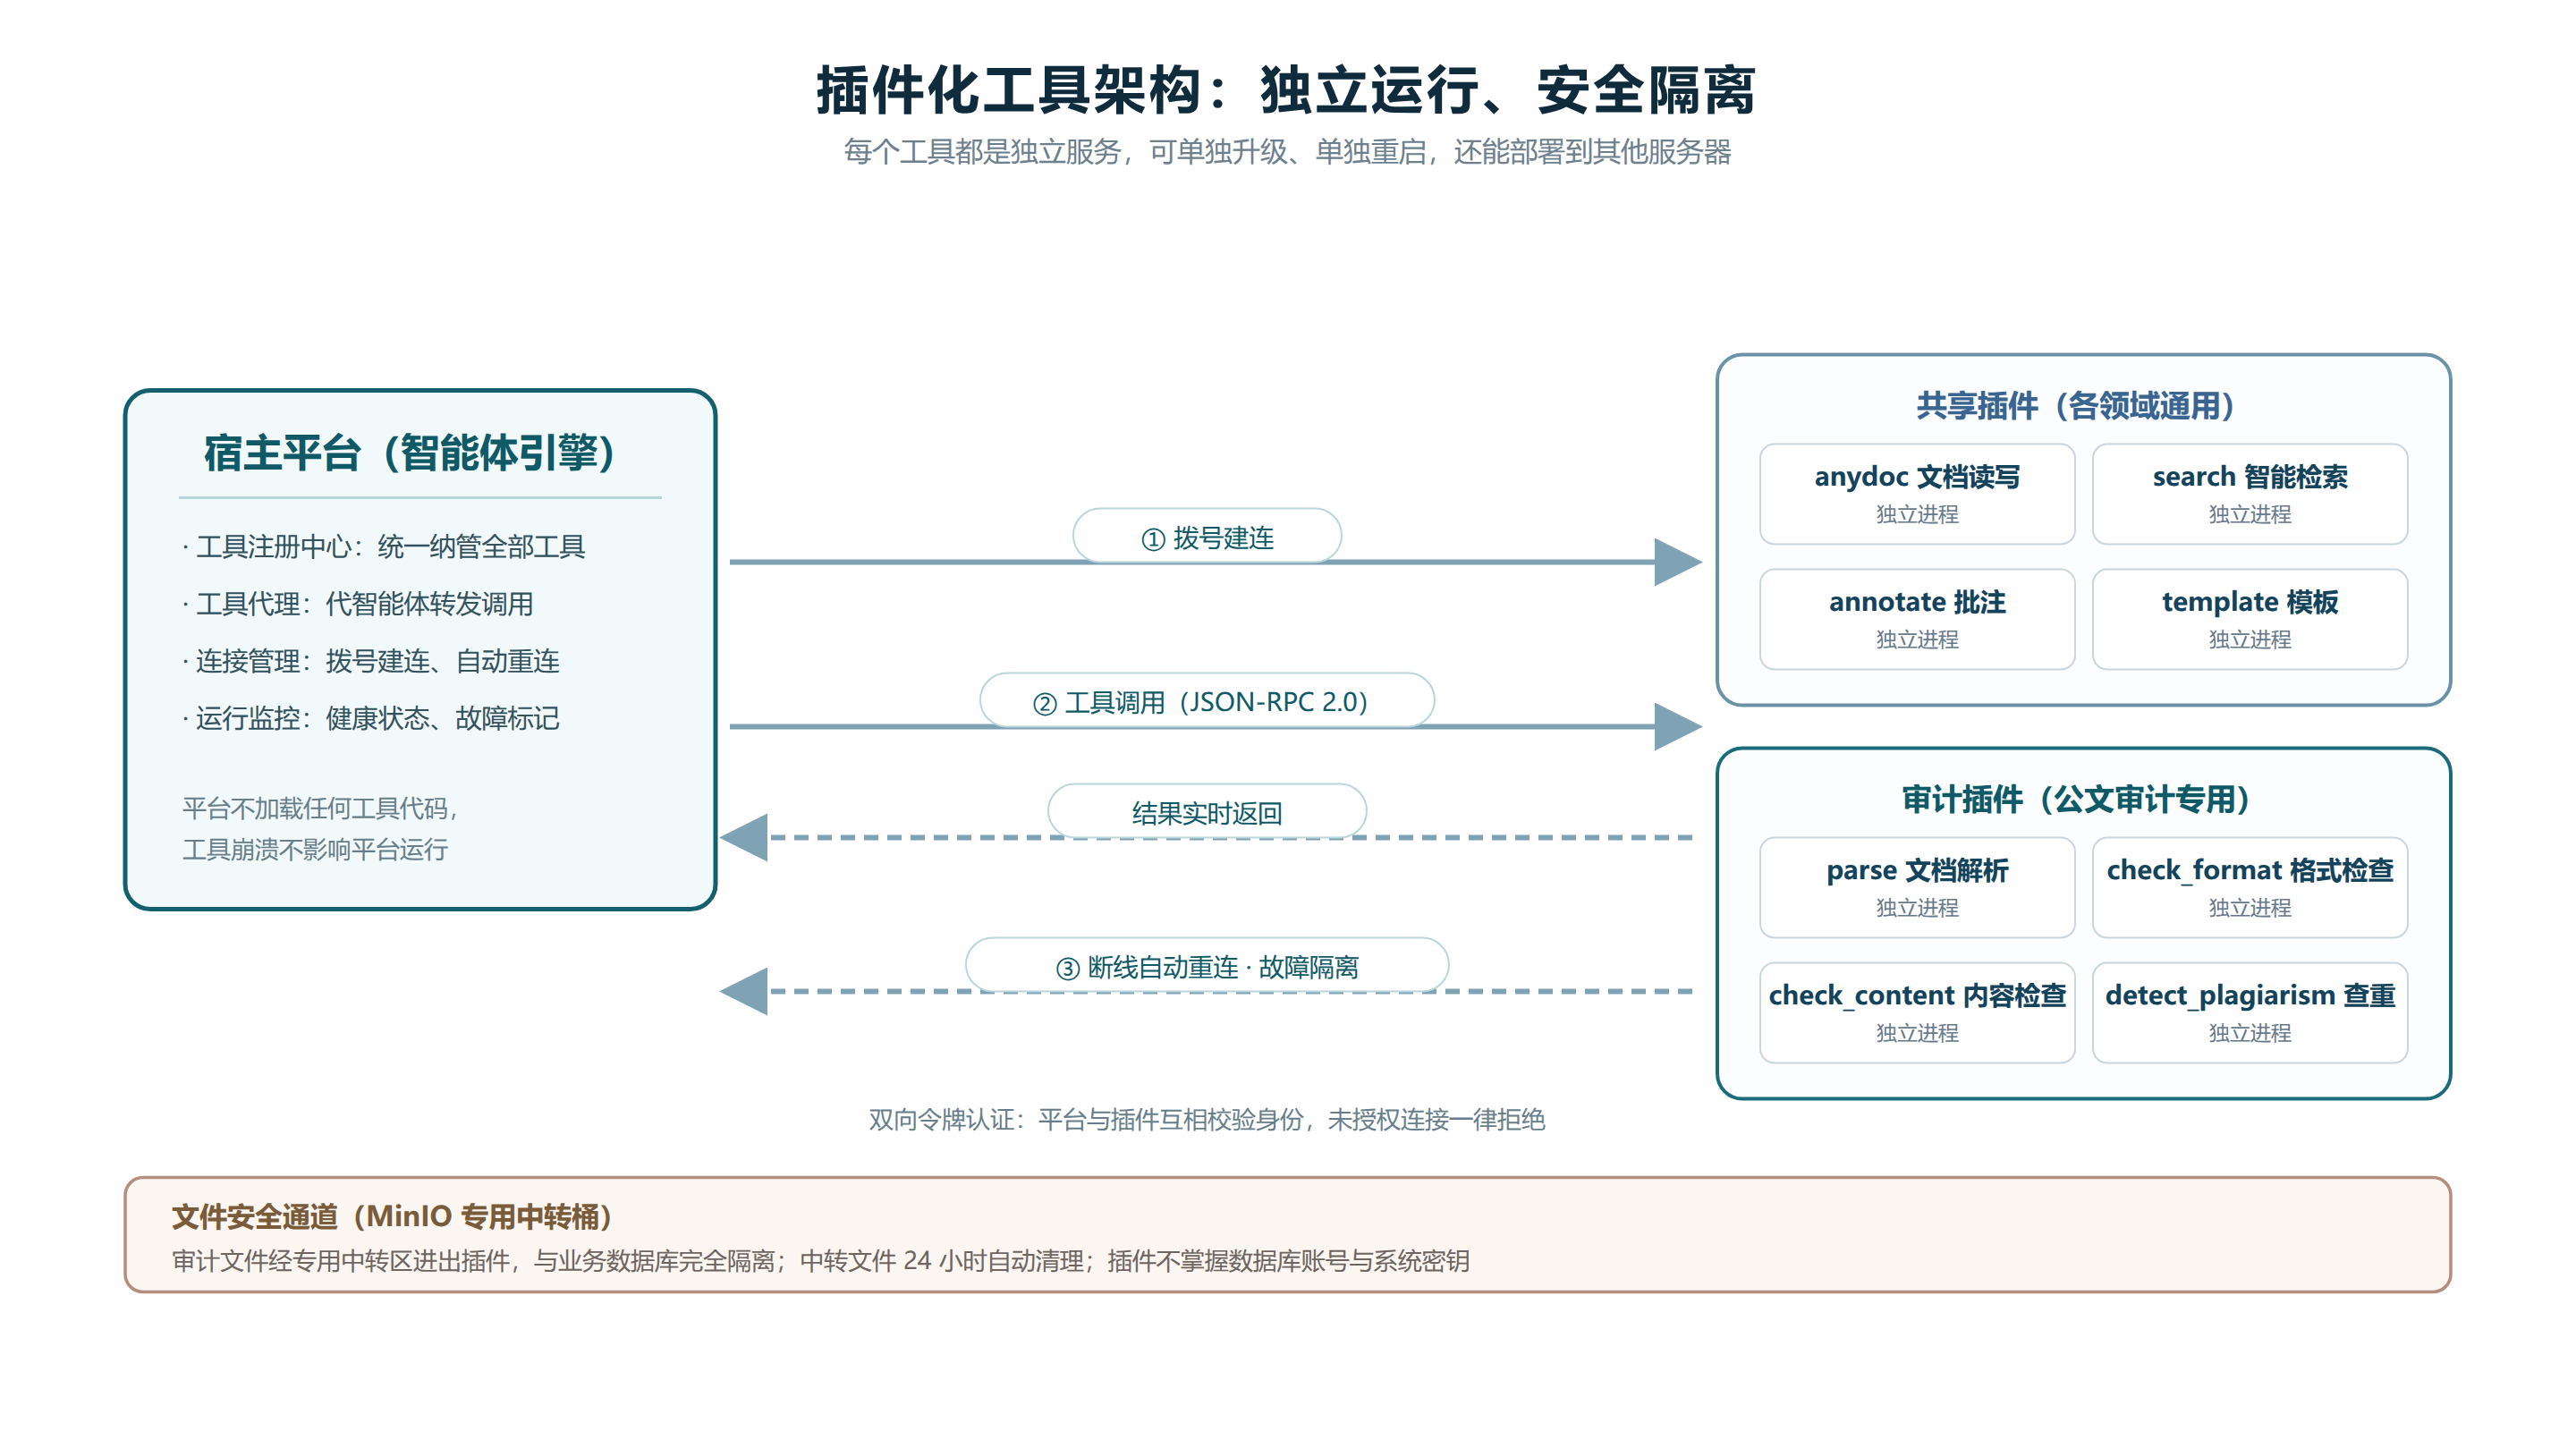 插件化工具架构：独立运行、安全隔离
每个工具都是独立服务，可单独升级、单独重启，还能部署到其他服务器
宿主平台（智能体引擎）
· 工具注册中心：统一纳管全部工具
· 工具代理：代智能体转发调用
· 连接管理：拨号建连、自动重连
· 运行监控：健康状态、故障标记
平台不加载任何工具代码，
工具崩溃不影响平台运行
① 拨号建连
② 工具调用（JSON-RPC 2.0）
结果实时返回
③ 断线自动重连 · 故障隔离
双向令牌认证：平台与插件互相校验身份，未授权连接一律拒绝
共享插件（各领域通用）
anydoc 文档读写
独立进程
search 智能检索
独立进程
annotate 批注
独立进程
template 模板
独立进程
审计插件（公文审计专用）
parse 文档解析
独立进程
check_format 格式检查
独立进程
check_content 内容检查
独立进程
detect_plagiarism 查重
独立进程
文件安全通道（MinIO 专用中转桶）
审计文件经专用中转区进出插件，与业务数据库完全隔离；中转文件 24 小时自动清理；插件不掌握数据库账号与系统密钥